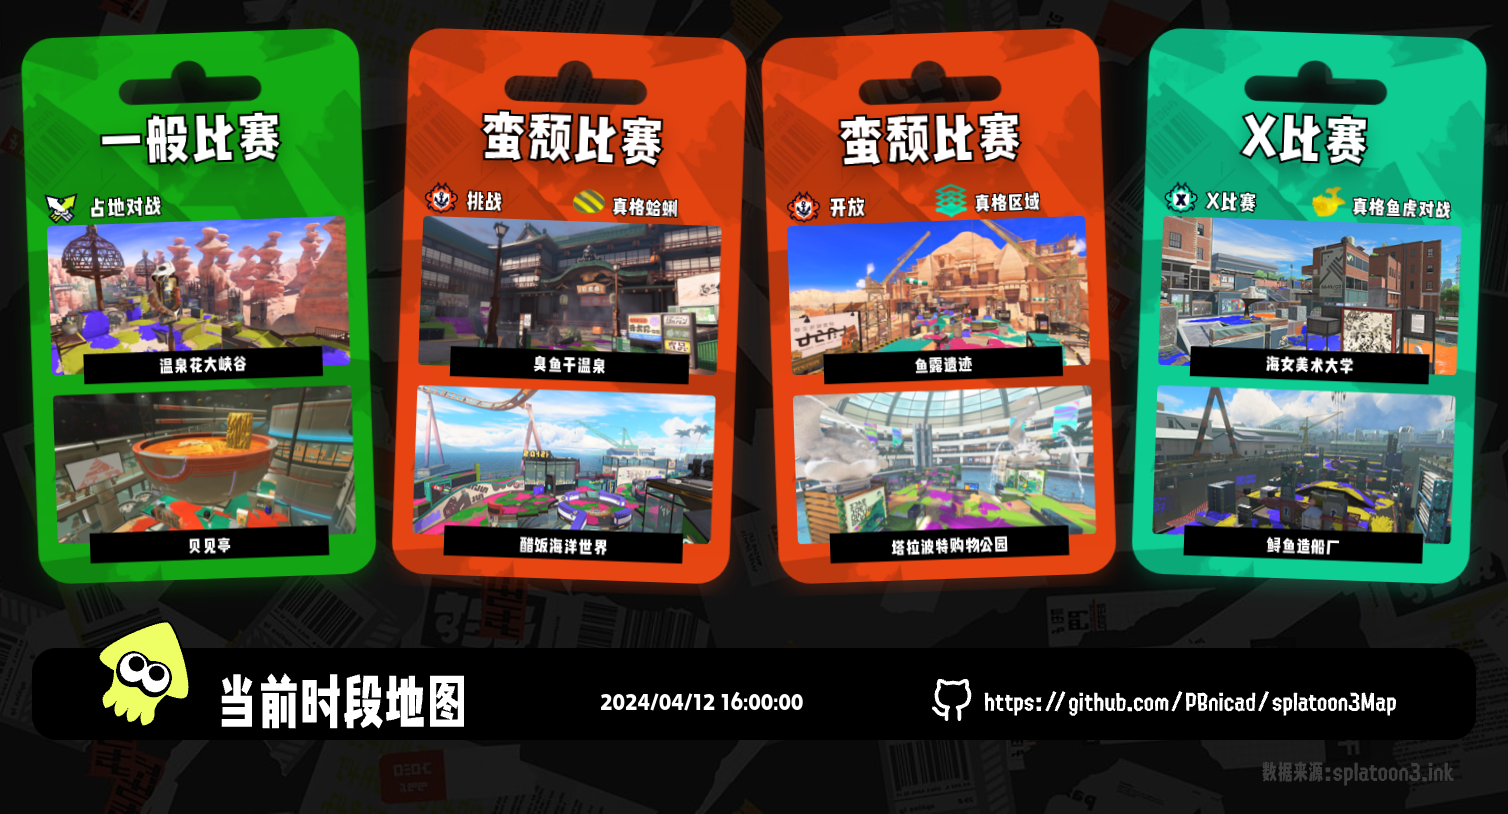 一般比赛
占地对战
温泉花大峡谷
贝见亭
蛮颓比赛
挑战
真格蛤蜊
臭鱼干温泉
醋饭海洋世界
蛮颓比赛
开放
真格区域
鱼露遗迹
塔拉波特购物公园
X比赛
X比赛
真格鱼虎对战
海女美术大学
鲟鱼造船厂
当前时段地图
2024/04/12 16:00:00
https://github.com/PBnicad/splatoon3Map
数据来源:splatoon3.ink